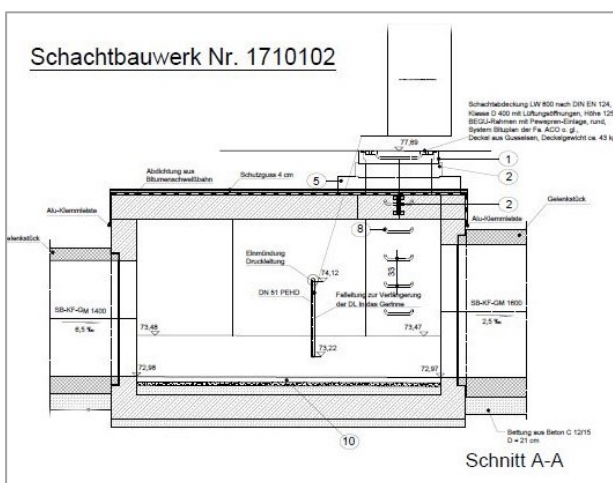 Schachtbauwerk Nr. 1710102
Schachtabdeckung LW 800 nach DIN EN 124,
Klasse D 400 mit Lüftungsöffnungen, Höhe 125
BEGU-Rahmen mit Pewepren-Einlage, rund,
System Bituplan der Fa. ACO o. gl.,
Deckel aus Gusseisen, Deckelgewicht ca. 43 kg
77,69
1
2
Abdichtung aus
Bitumenschweißbahn
Schutzguss 4 cm
5
2
Alu-Klemmleiste
Alu-Klemmleiste
Gelenkstück
elenkstück
8
Einmündung
Druckleitung
74,12
33
DN 51 PEHD
Falleitung zur Verlängerung
der DL in das Gerinne
SB-KF-GM 1400
6,5 ‰
SB-KF-GM 1600
2,5 ‰
73,48
73,47
73,22
72,98
72,97
10
Bettung aus Beton C 12/15
D = 21 cm
Schnitt A-A